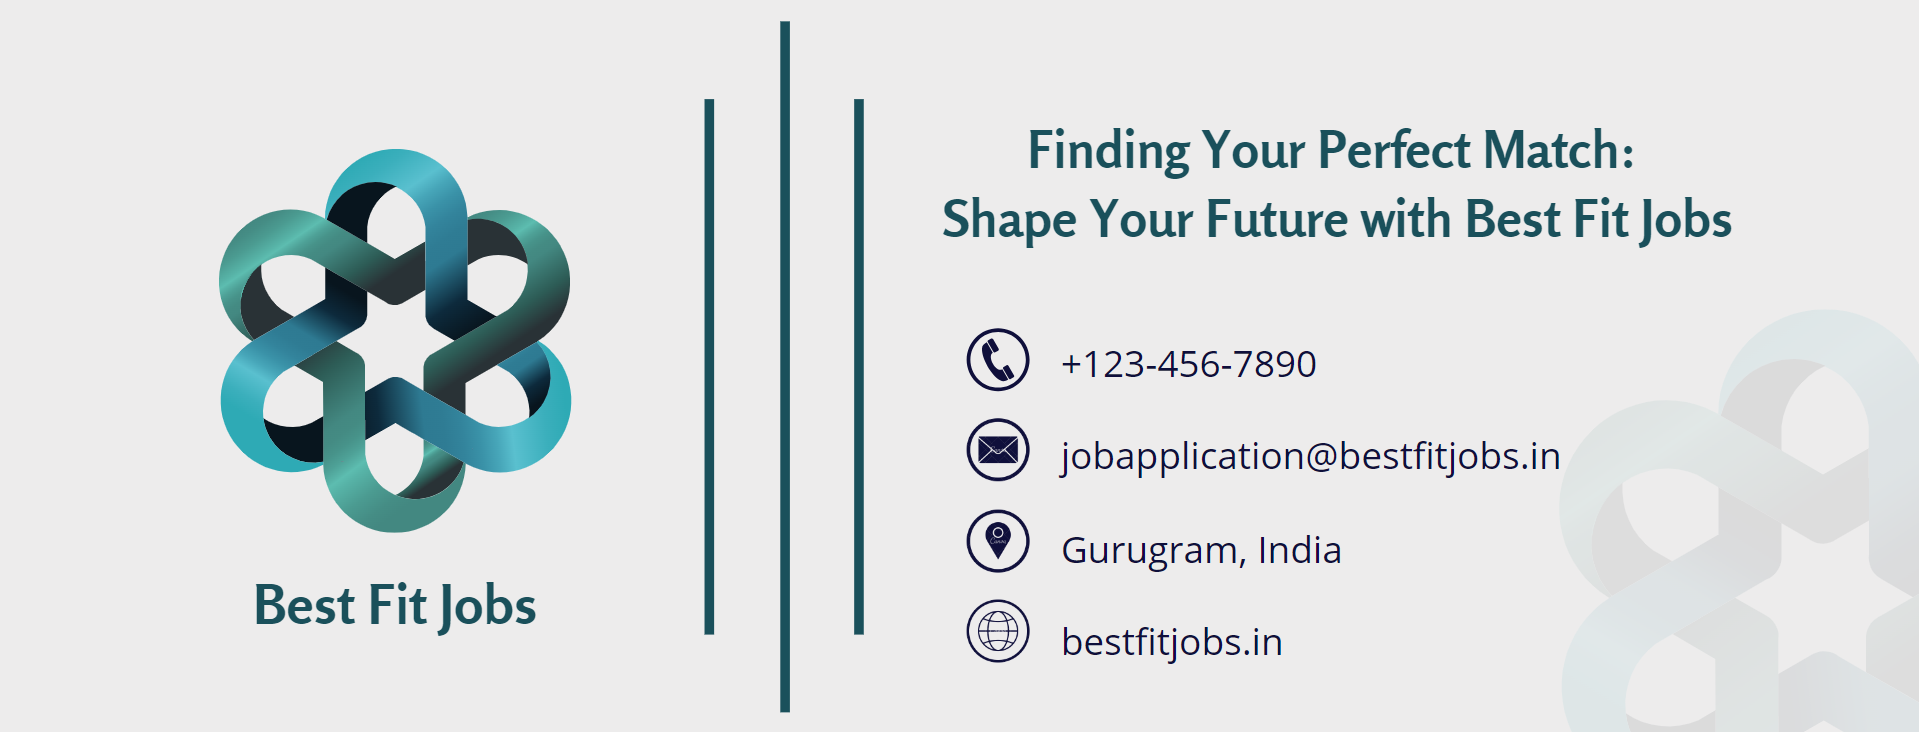 Best Fit Jobs
Finding Your Perfect Match:
Shape Your Future with Best Fit Jobs
+123-456-7890
jobapplication@bestfitjobs.in
Gurugram, India
bestfitjobs.in